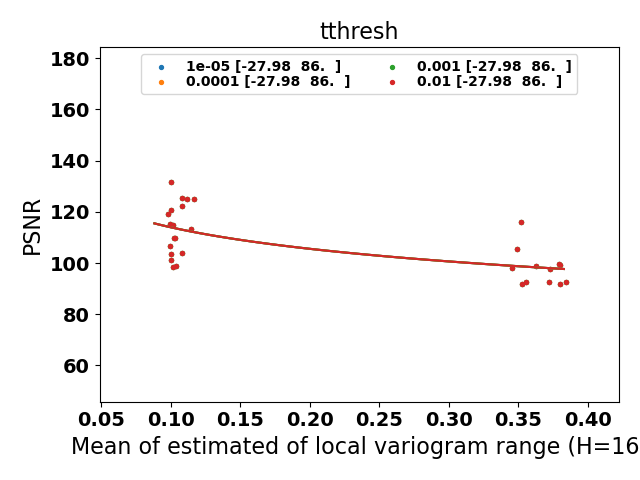 tthresh
1e-05 [-27.98  86.  ]
0.0001 [-27.98  86.  ]
0.001 [-27.98  86.  ]
0.01 [-27.98  86.  ]
PSNR
180
160
140
120
100
80
60
0.05 0.10 0.15 0.20 0.25 0.30 0.35 0.40
Mean of estimated of local variogram range (H=16